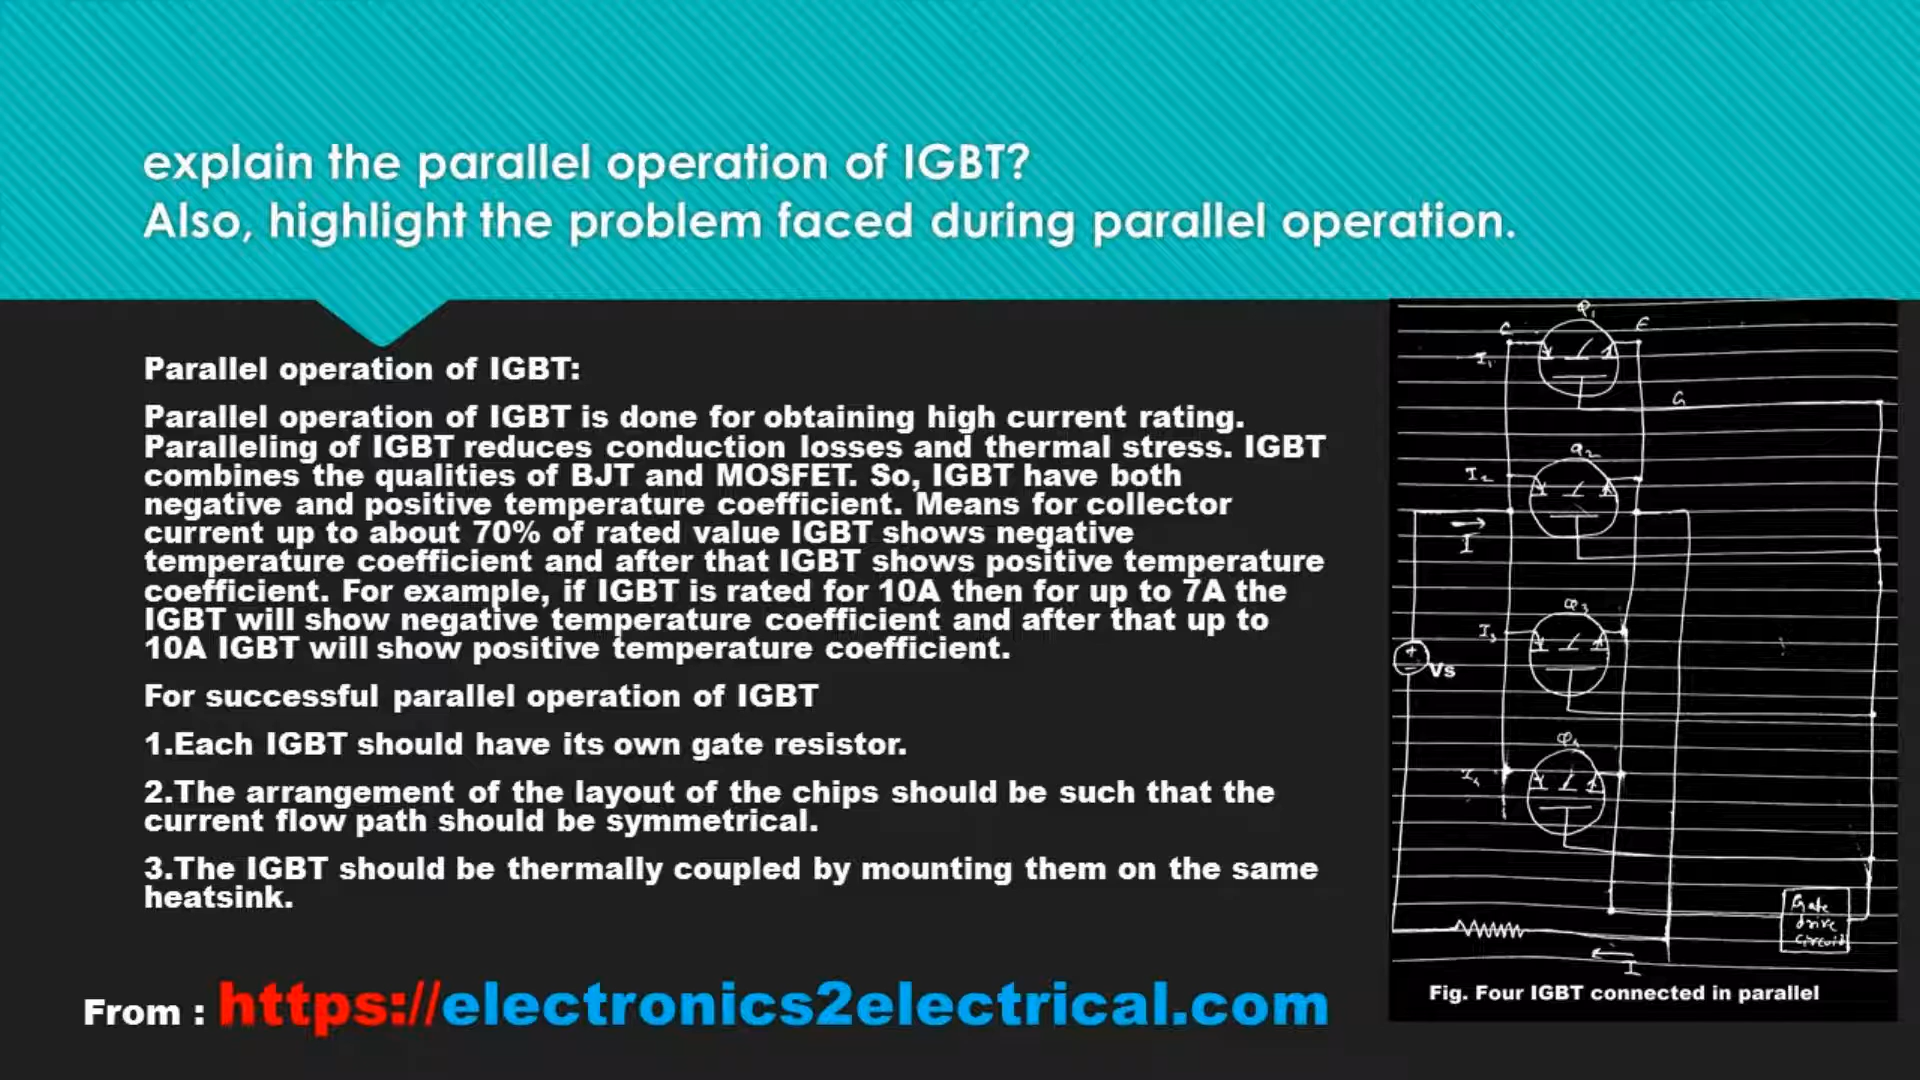 explain the parallel operation of IGBT?
Also, highlight the problem faced during parallel operation.
Parallel operation of IGBT:
Parallel operation of IGBT is done for obtaining high current rating.
Paralleling of IGBT reduces conduction losses and thermal stress. IGBT
combines the qualities of BJT and MOSFET. So, IGBT have both
negative and positive temperature coefficient. Means for collector
current up to about 70% of rated value IGBT shows negative
temperature coefficient and after that IGBT shows positive temperature
coefficient. For example, if IGBT is rated for 10A then for up to 7A the
IGBT will show negative temperature coefficient and after that up to
10A IGBT will show positive temperature coefficient.
For successful parallel operation of IGBT
1.Each IGBT should have its own gate resistor.
2.The arrangement of the layout of the chips should be such that the
current flow path should be symmetrical.
3.The IGBT should be thermally coupled by mounting them on the same
heatsink.
From : https://electronics2electrical.com
Q1
C
E
I1
G
Q2
I2
I
Q3
I3
+
Vs
Q4
I4
Gate
drive
circuit
I
Fig. Four IGBT connected in parallel